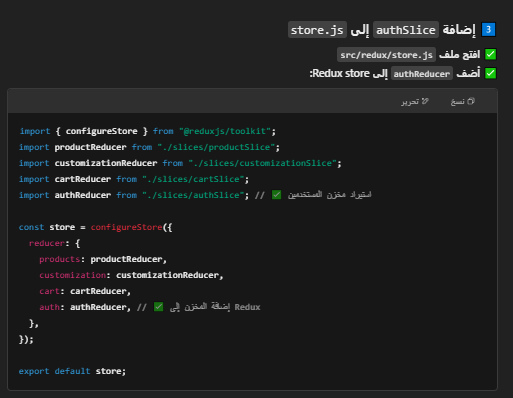 3 إضافة authSlice إلى store.js
✅ افتح ملف src/redux/store.js
✅ أضف authReducer إلى Redux store:
نسخ تحرير
import { configureStore } from "@reduxjs/toolkit";
import productReducer from "./slices/productSlice";
import customizationReducer from "./slices/customizationSlice";
import cartReducer from "./slices/cartSlice";
import authReducer from "./slices/authSlice"; // ✅ استيراد مخزن المستخدمين
const store = configureStore({
reducer: {
products: productReducer,
customization: customizationReducer,
cart: cartReducer,
auth: authReducer, // ✅ إضافة المخزن إلى Redux
},
});
export default store;